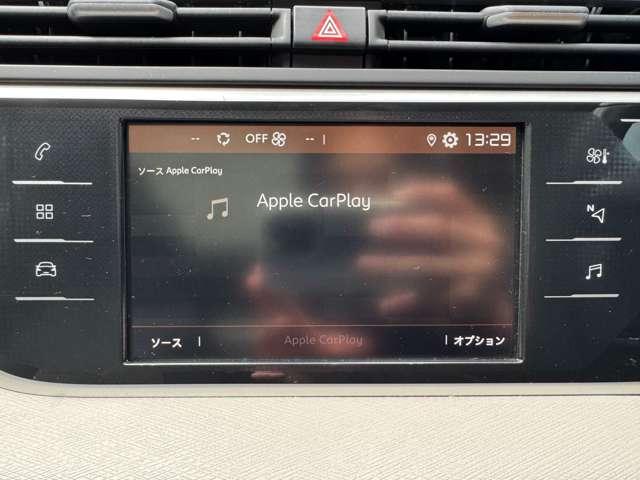 -- OFF -- 13:29
ソース Apple CarPlay
Apple CarPlay
N
ソース Apple CarPlay オプション